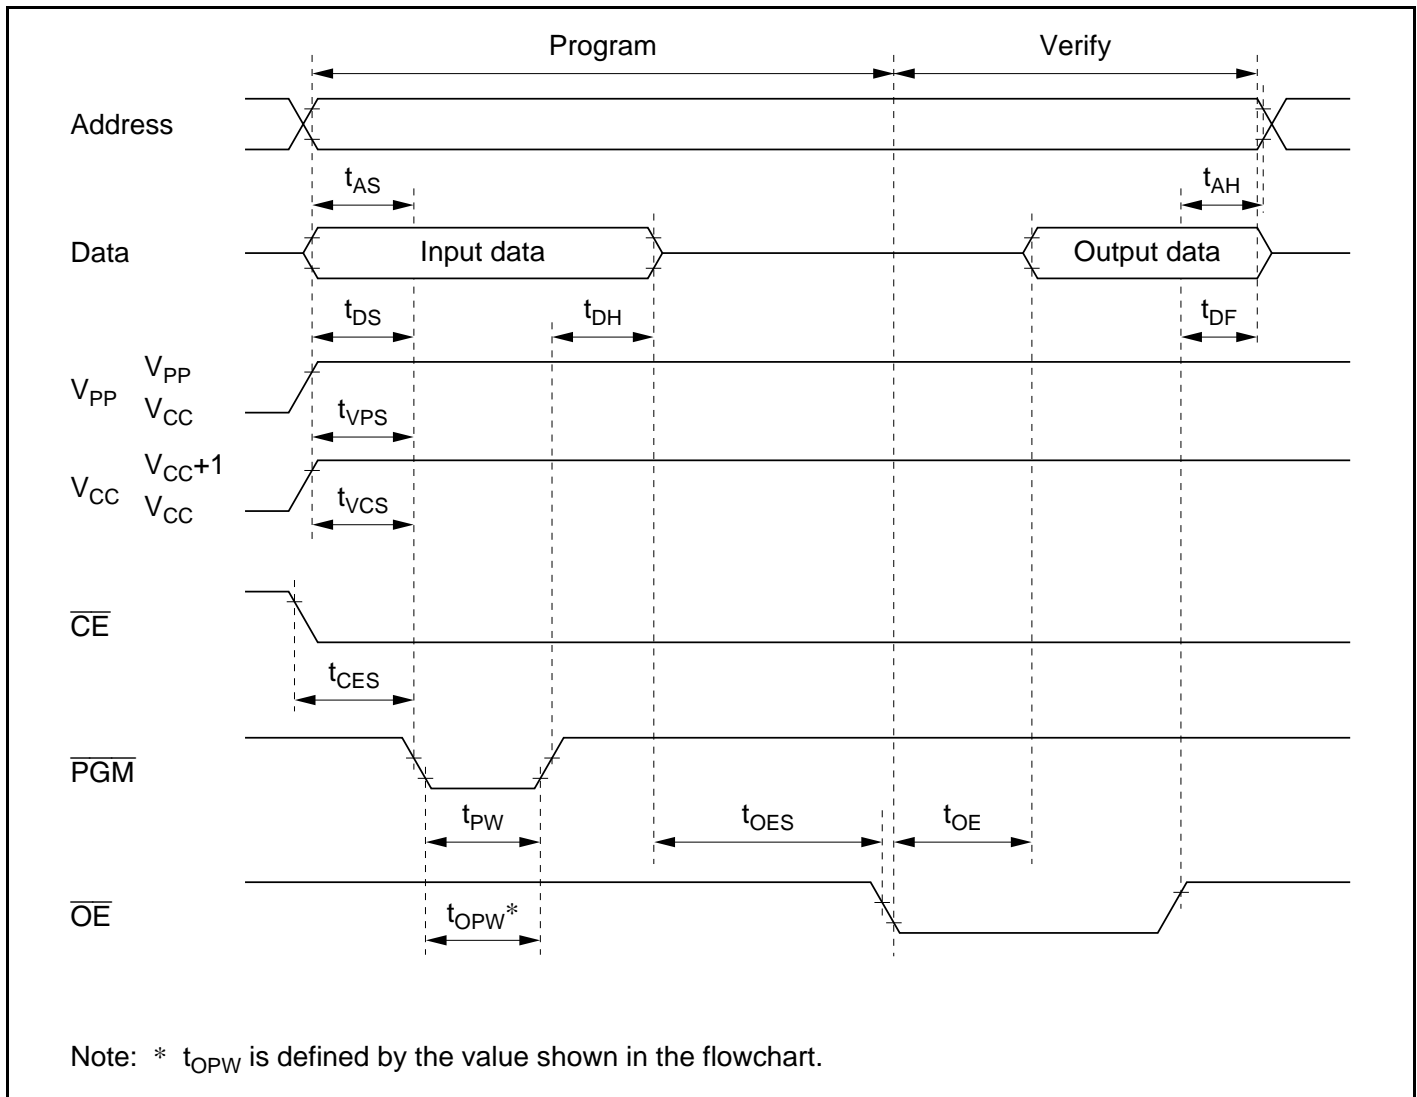 Program
Verify
Address
tAS
tAH
Data
Input data
Output data
tDS
tDH
tDF
VPP
VPP
VCC
tVPS
VCC
VCC+1
VCC
tVCS
CE
tCES
PGM
tPW
tOES
tOE
OE
tOPW*
Note: * tOPW is defined by the value shown in the flowchart.